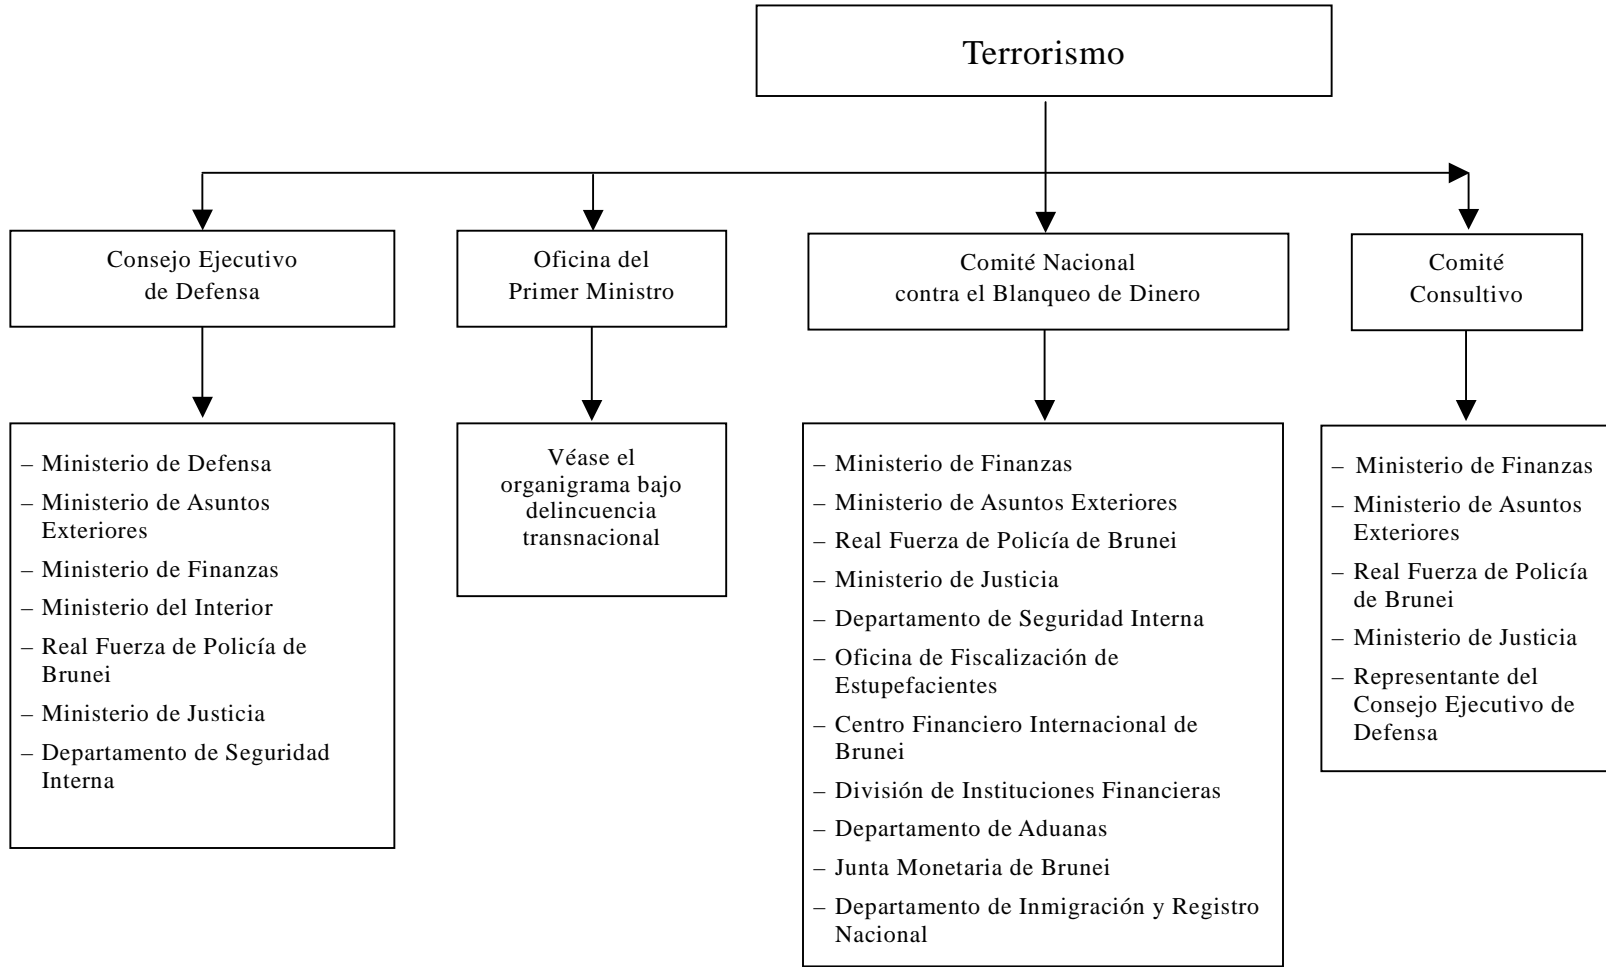 Terrorismo
Consejo Ejecutivo
de Defensa
Oficina del
Primer Ministro
Comité Nacional
contra el Blanqueo de Dinero
Comité
Consultivo
– Ministerio de Defensa
– Ministerio de Asuntos
Exteriores
– Ministerio de Finanzas
– Ministerio del Interior
– Real Fuerza de Policía de
Brunei
– Ministerio de Justicia
– Departamento de Seguridad
Interna
Véase el
organigrama bajo
delincuencia
transnacional
– Ministerio de Finanzas
– Ministerio de Asuntos Exteriores
– Real Fuerza de Policía de Brunei
– Ministerio de Justicia
– Departamento de Seguridad Interna
– Oficina de Fiscalización de
Estupefacientes
– Centro Financiero Internacional de
Brunei
– División de Instituciones Financieras
– Departamento de Aduanas
– Junta Monetaria de Brunei
– Departamento de Inmigración y Registro
Nacional
– Ministerio de Finanzas
– Ministerio de Asuntos
Exteriores
– Real Fuerza de Policía
de Brunei
– Ministerio de Justicia
– Representante del
Consejo Ejecutivo de
Defensa